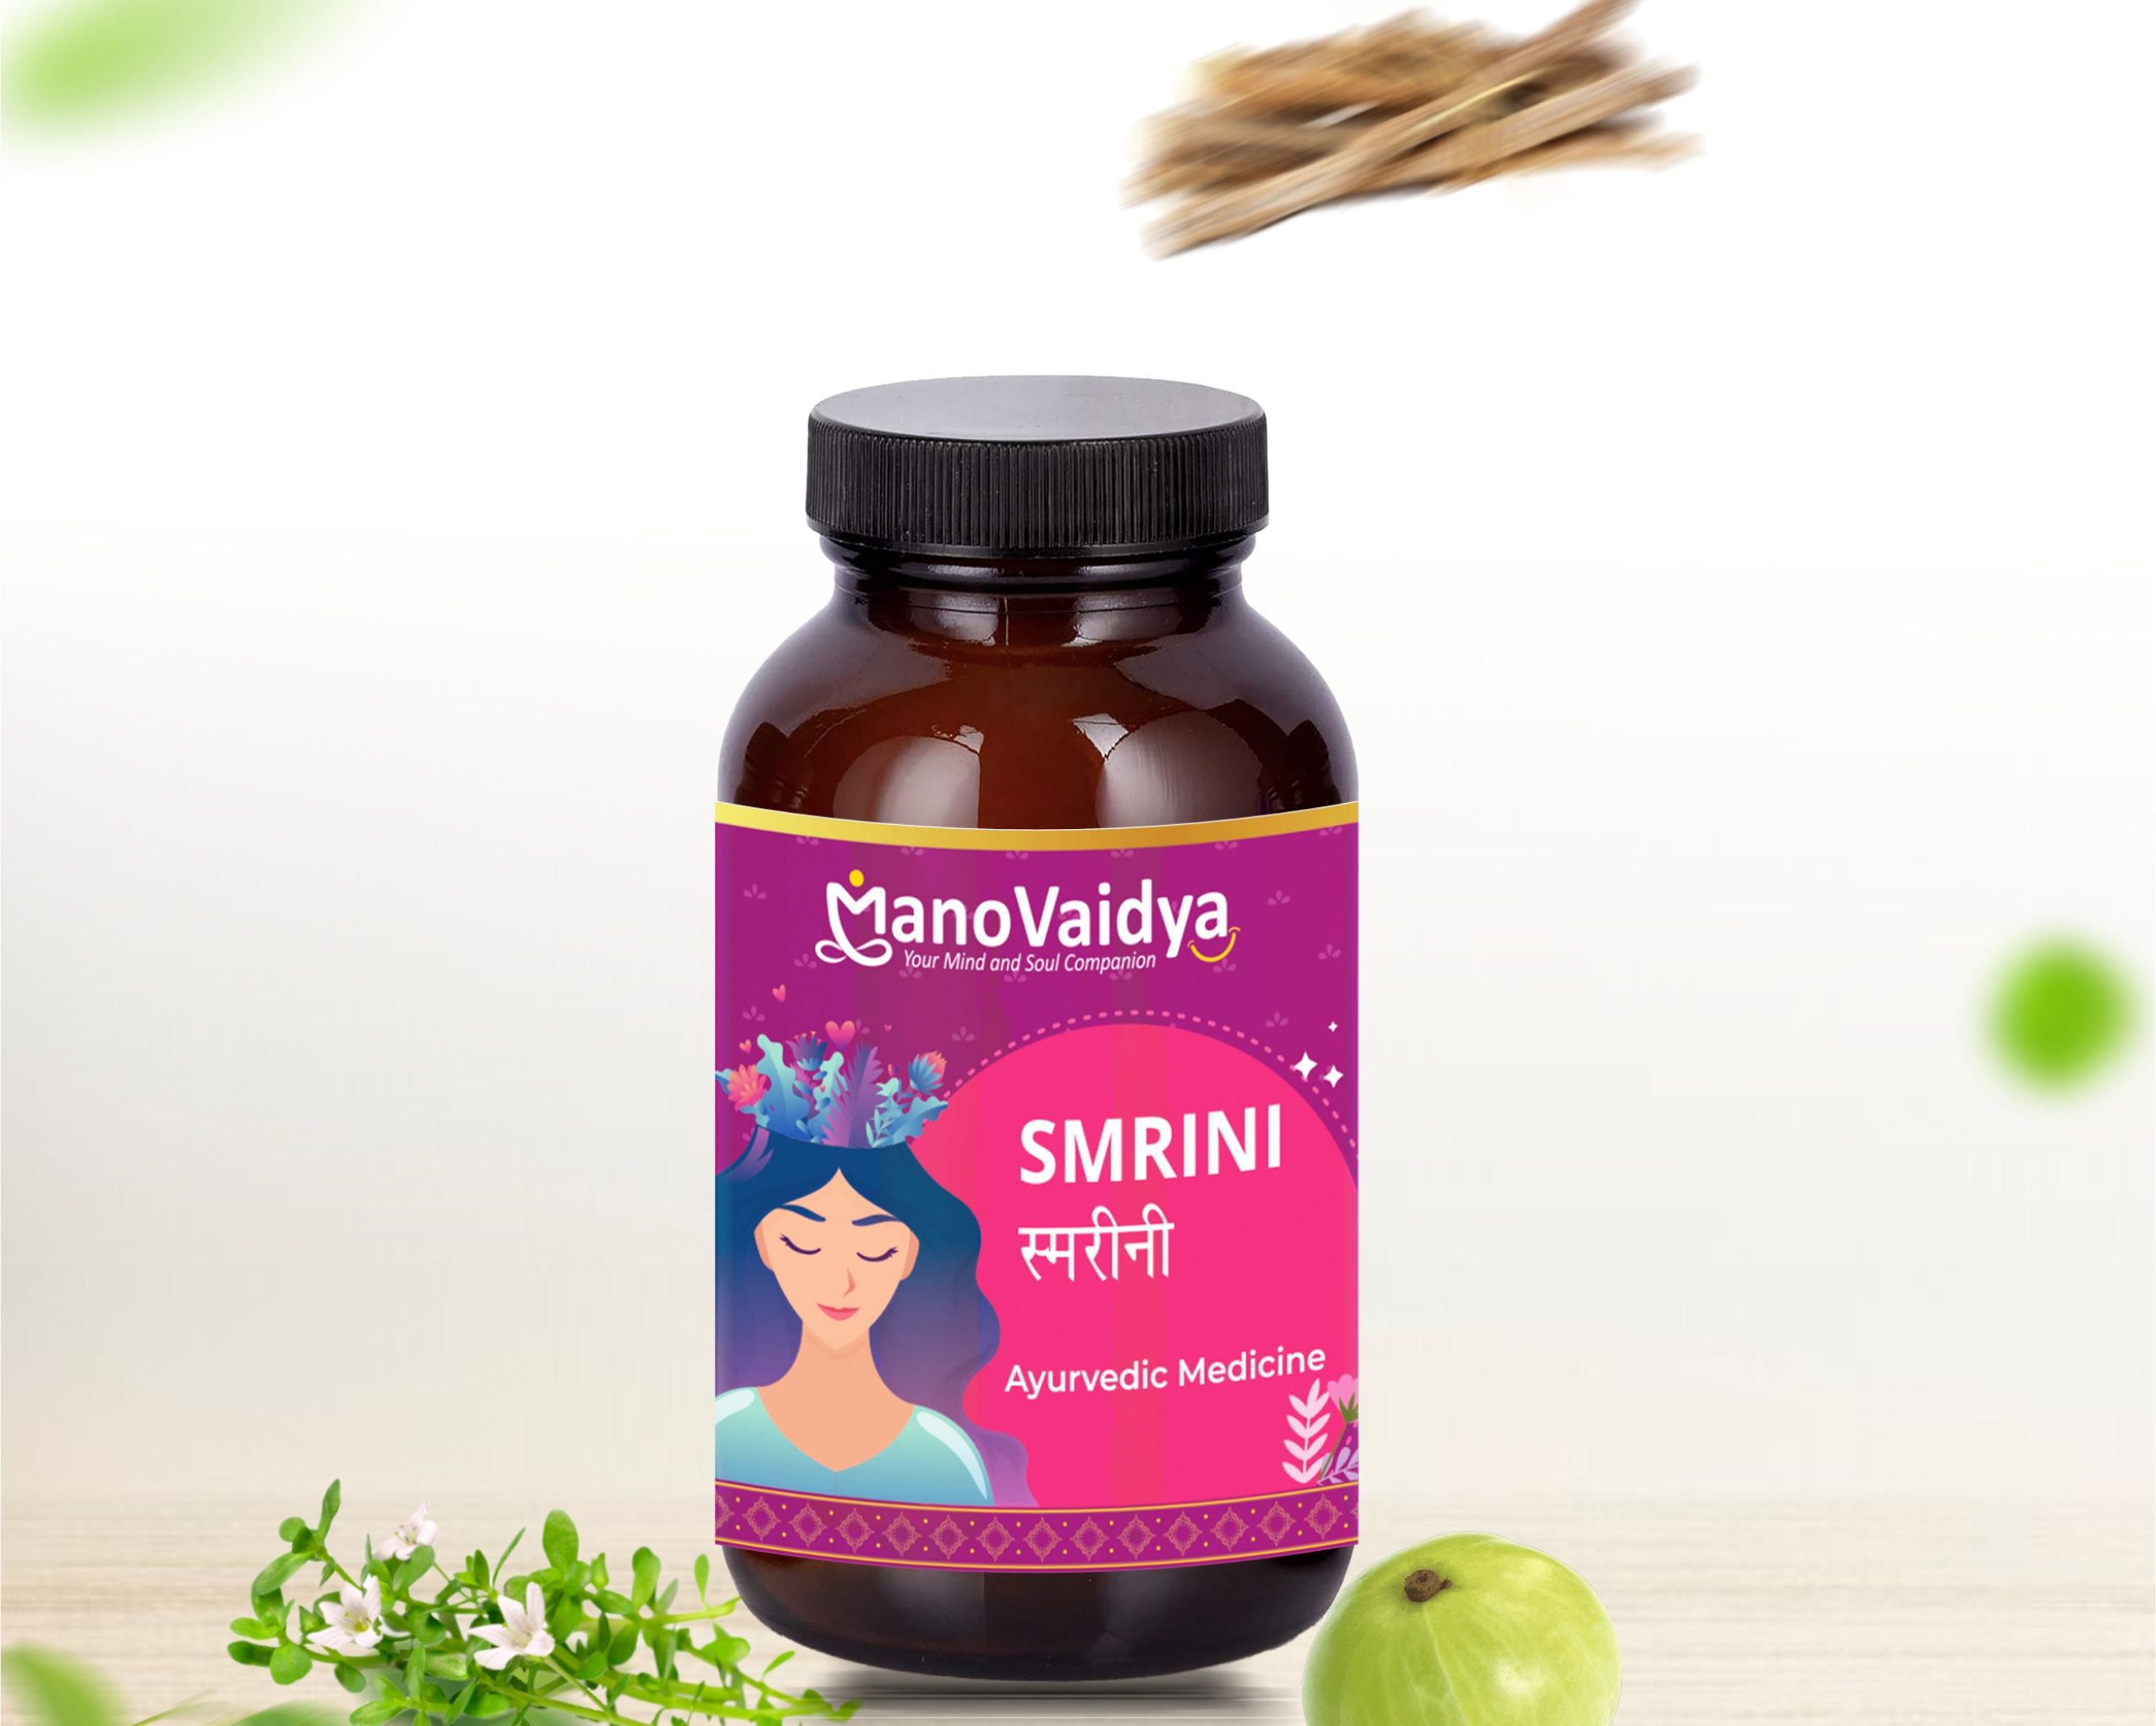 ManoVaidya
Your Mind and Soul Companion
SMRINI
स्मरीनी
Ayurvedic Medicine